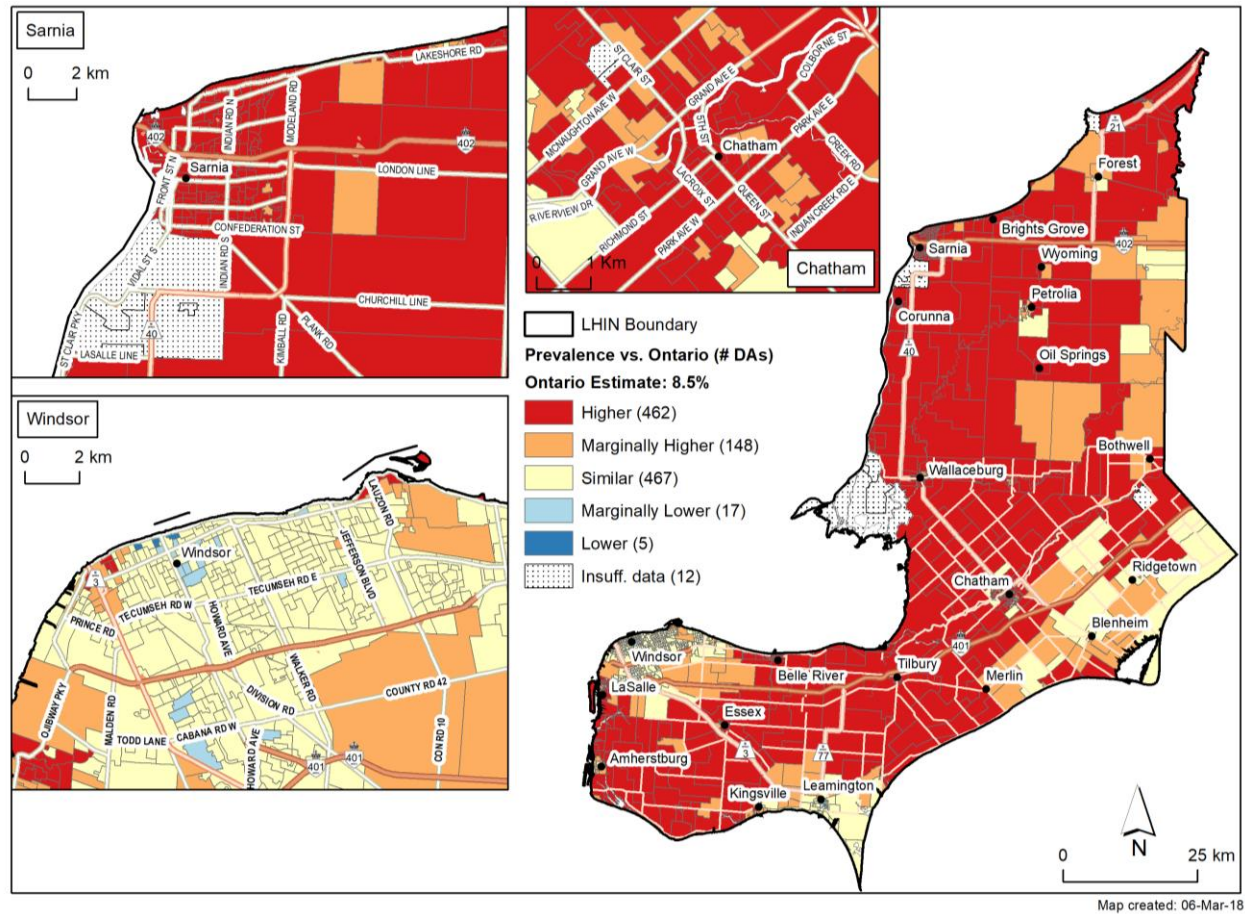 Sarnia
0 2 km
LAKESHORE RD
INDIAN RD N
MODELAND RD
402
402
FRONT ST N
Sarnia
LONDON LINE
CONFEDERATION ST
VIDAL ST S
INDIAN RD S
CHURCHILL LINE
ST CLAIR PKY
40
LASALLE LINE
KIMBALL RD
PLANK RD
ST CLAIR ST
COLBORNE ST
GRAND AVE E
MCNAUGHTON AVE W
5TH ST
PARK AVE E
Chatham
GRAND AVE W
CREEK RD
LACROIX ST
QUEEN ST
RIVERVIEW DR
RICHMOND ST
PARK AVE W
INDIAN CREEK RD E
0 1 Km
Chatham
Windsor
0 2 km
LAUZON RD
Windsor
JEFFERSON BLVD
3
TECUMSEH RD E
TECUMSEH RD W
PRINCE RD
HOWARD AVE
WALKER RD
OJIBWAY PKY
MALDEN RD
DIVISION RD
COUNTY RD 42
TODD LANE
CABANA RD W
HOWARD AVE
401
401
CON RD 10
LHIN Boundary
Prevalence vs. Ontario (# DAs)
Ontario Estimate: 8.5%
Higher (462)
Marginally Higher (148)
Similar (467)
Marginally Lower (17)
Lower (5)
Insuff. data (12)
21
Forest
Brights Grove
Sarnia
402
Wyoming
Petrolia
Corunna
40
Oil Springs
Bothwell
Wallaceburg
Chatham
Ridgetown
Blenheim
401
Windsor
Belle River
Tilbury
Merlin
LaSalle
Essex
3
77
Amherstburg
Kingsville
Leamington
N
0 25 km
Map created: 06-Mar-18